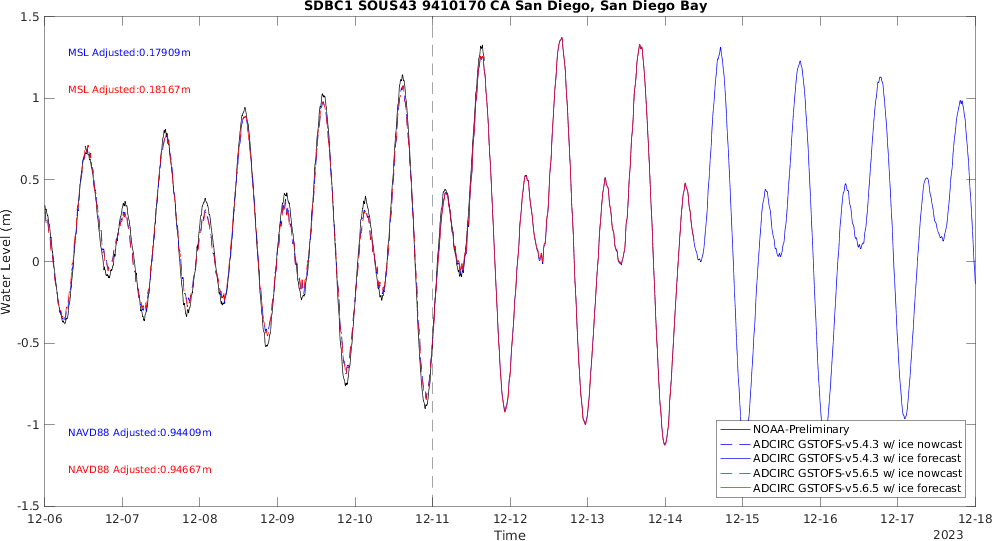 SDBC1 SOUS43 9410170 CA San Diego, San Diego Bay
1.5
1
0.5
0
-0.5
-1
-1.5
Water Level (m)
MSL Adjusted:0.17909m
MSL Adjusted:0.18167m
NAVD88 Adjusted:0.94409m
NAVD88 Adjusted:0.94667m
NOAA-Preliminary
ADCIRC GSTOFS-v5.4.3 w/ ice nowcast
ADCIRC GSTOFS-v5.4.3 w/ ice forecast
ADCIRC GSTOFS-v5.6.5 w/ ice nowcast
ADCIRC GSTOFS-v5.6.5 w/ ice forecast
12-06 12-07 12-08 12-09 12-10 12-11 12-12 12-13 12-14 12-15 12-16 12-17 12-18
Time
2023